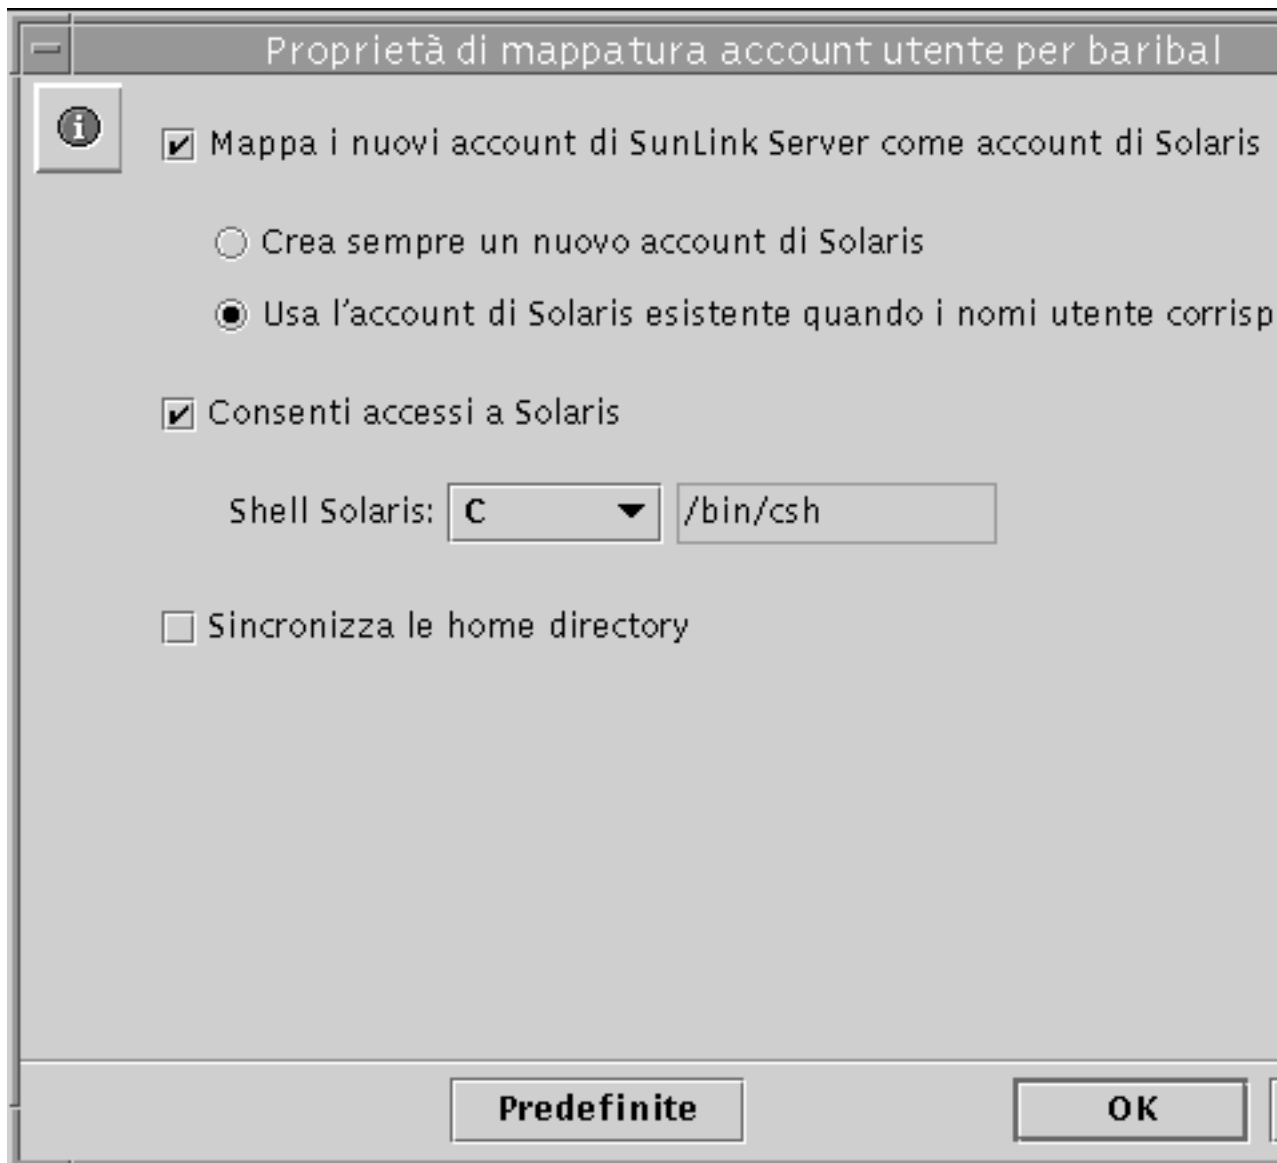 Proprietà di mappatura account utente per baribal
Mappa i nuovi account di SunLink Server come account di Solaris
Crea sempre un nuovo account di Solaris
Usa l'account di Solaris esistente quando i nomi utente corrisp
Consenti accessi a Solaris
Shell Solaris: C /bin/csh
Sincronizza le home directory
Predefinite OK